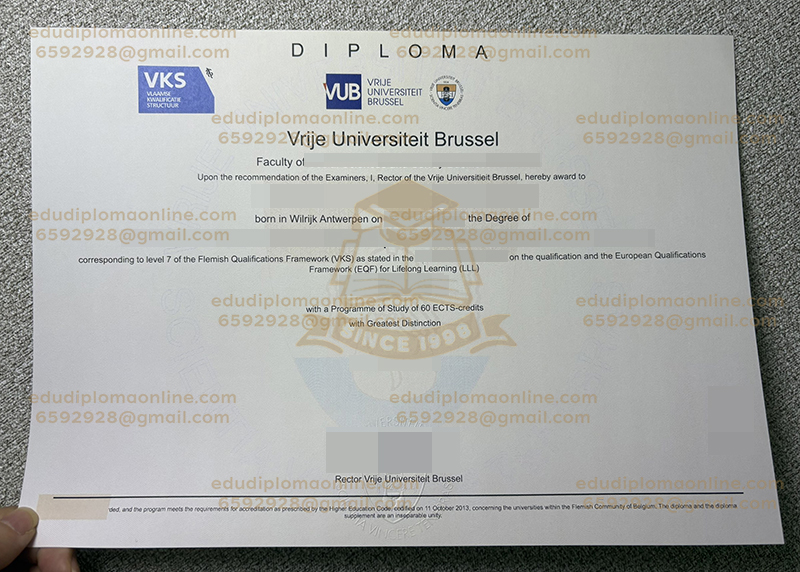 edudiplomaonline.com
edudiplomaonline.com
6592928@gmail.com
6592928@gmail.com
edudiplomaonline.com
edudiplomaonline.com
6592928@gmail.com
6592928@gmail.com
DIPLOMA
VKS
VLAAMSE
KWALIFICATIE
STRUCTUUR
VUB
VRIJE
UNIVERSITEIT
BRUSSEL
edudiplomaonline.com
edudiplomaonline.com
6592928@gmail.com
6592928@gmail.com
Vrije Universiteit Brussel
Faculty of
Upon the recommendation of the Examiners, I, Rector of the Vrije Universitieit Brussel, hereby award to
edudiplomaonline.com
edudiplomaonline.com
6592928@gmail.com
6592928@gmail.com
born in Wilrijk Antwerpen on the Degree of
corresponding to level 7 of the Flemish Qualifications Framework (VKS) as stated in the on the qualification and the European Qualifications
Framework (EQF) for Lifelong Learning (LLL)
edudiplomaonline.com
edudiplomaonline.com
6592928@gmail.com
6592928@gmail.com
with a Programme of Study of 60 ECTS-credits
with Greatest Distinction
SINCE 1998
edudiplomaonline.com
edudiplomaonline.com
6592928@gmail.com
6592928@gmail.com
Rector Vrije Universiteit Brussel
edudiplomaonline.com
edudiplomaonline.com
6592928@gmail.com
6592928@gmail.com
and the program meets the requirements for accreditation as prescribed by the Higher Education Code, codified on 11 October 2013, concerning the universities within the Flemish Community of Belgium. The diploma and the diploma
supplement are an inseparable unity.